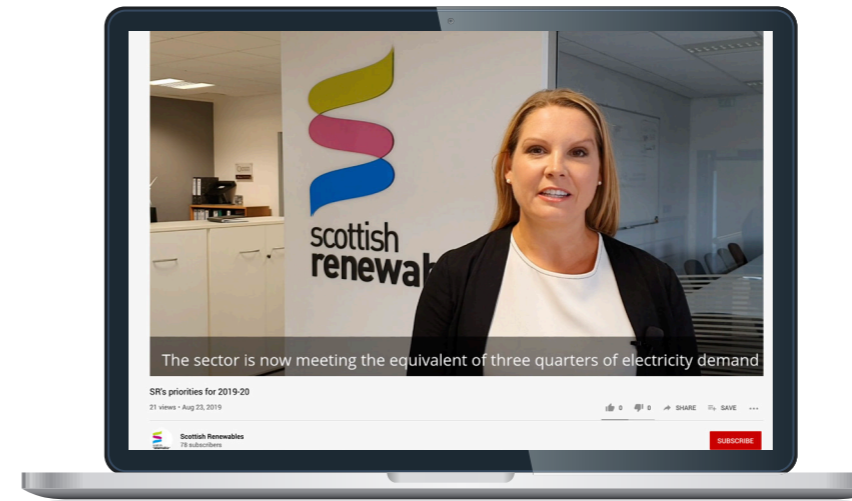 scottish
renewab
The sector is now meeting the equivalent of three quarters of electricity demand
SR's priorities for 2019-20
21 views • Aug 23, 2019
0 0 SHARE SAVE
Scottish Renewables
78 subscribers
SUBSCRIBE